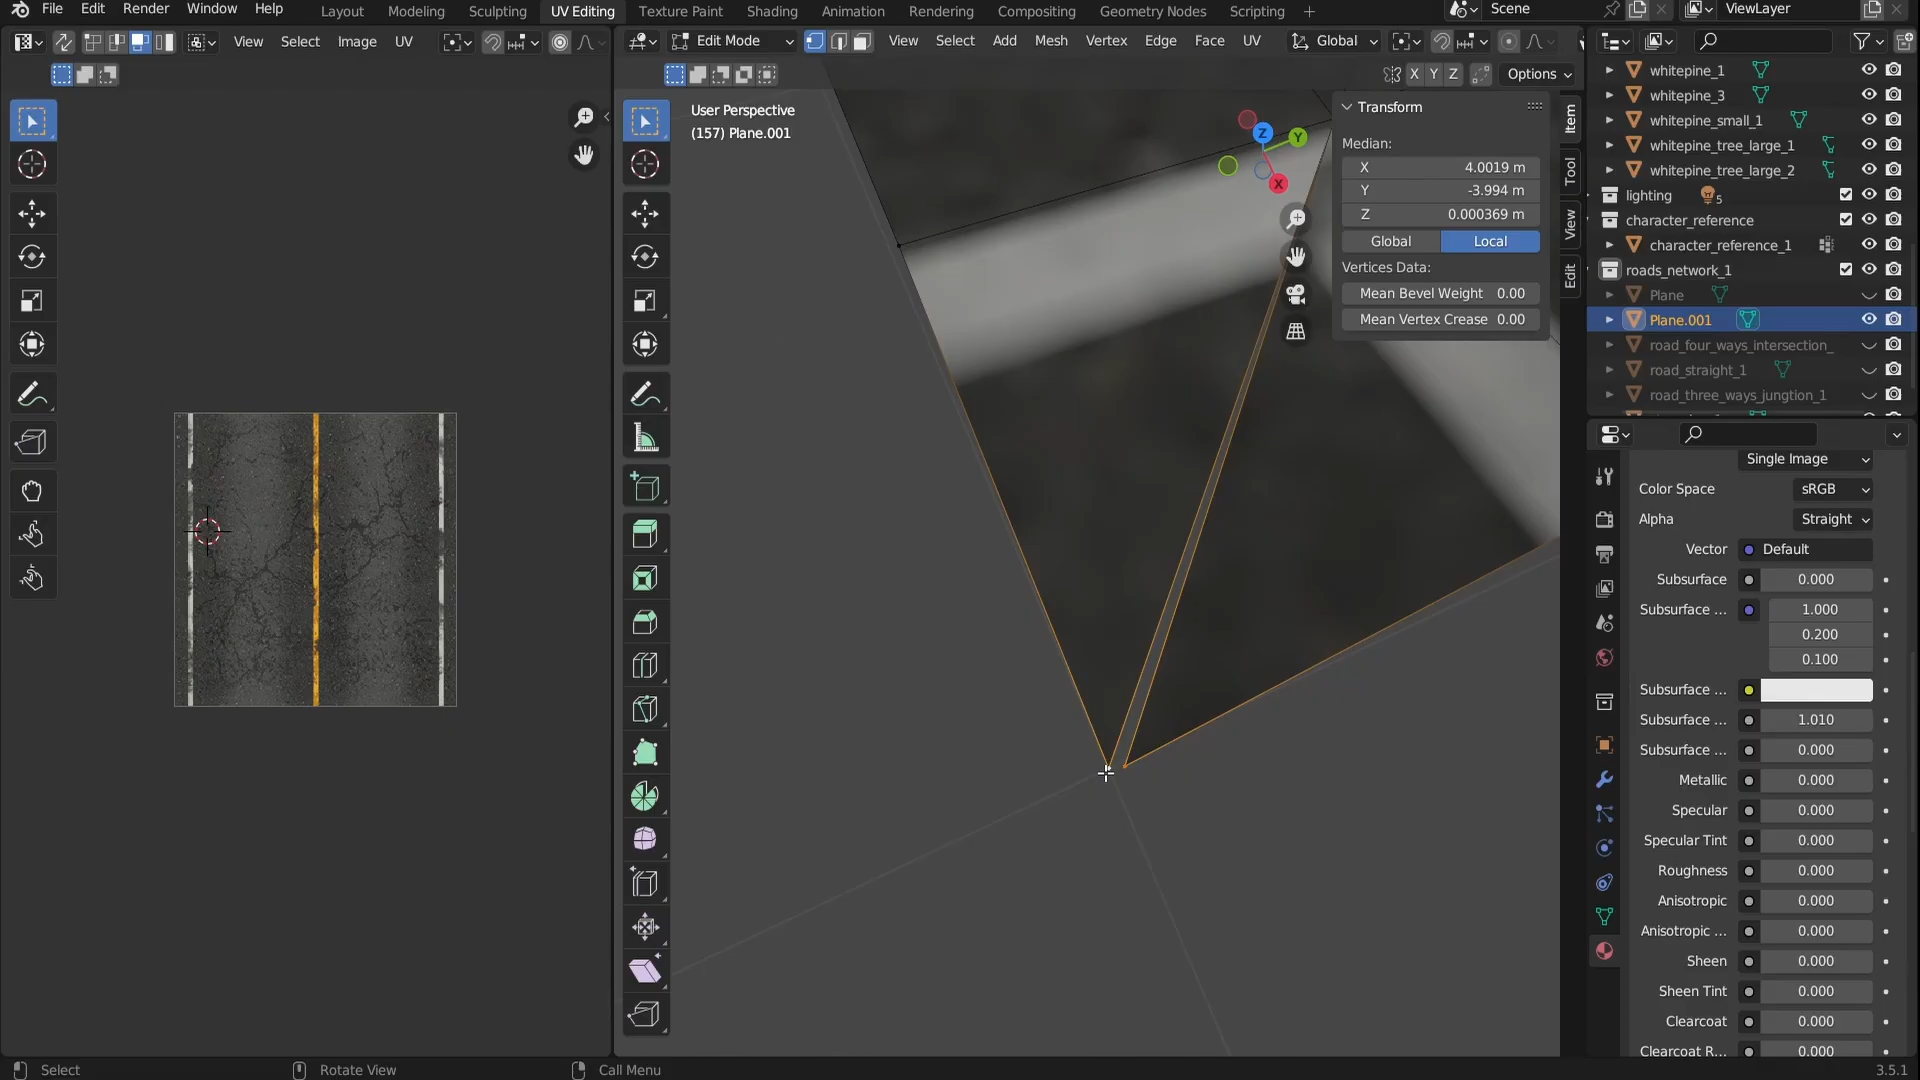 File Edit Render Window Help Layout Modeling Sculpting UV Editing Texture Paint Shading Animation Rendering Compositing Geometry Nodes Scripting + Scene ViewLayer
View Select Image UV
Edit Mode View Select Add Mesh Vertex Edge Face UV Global
X Y Z Options
User Perspective
(157) Plane.001
Z Y X
Transform
Median:
X 4.0019 m
Y -3.994 m
Z 0.000369 m
Global Local
Vertices Data:
Mean Bevel Weight 0.00
Mean Vertex Crease 0.00
Item
Tool
View
Edit
whitepine_1
whitepine_3
whitepine_small_1
whitepine_tree_large_1
whitepine_tree_large_2
lighting 5
character_reference
character_reference_1
roads_network_1
Plane
Plane.001
road_four_ways_intersection_
road_straight_1
road_three_ways_jungtion_1
Single Image
Color Space sRGB
Alpha Straight
Vector Default
Subsurface 0.000
Subsurface ... 1.000
0.200
0.100
Subsurface ...
Subsurface ... 1.010
Subsurface ... 0.000
Metallic 0.000
Specular 0.000
Specular Tint 0.000
Roughness 0.000
Anisotropic 0.000
Anisotropic ... 0.000
Sheen 0.000
Sheen Tint 0.000
Clearcoat 0.000
Clearcoat R... 0.000
Select Rotate View Call Menu 3.5.1